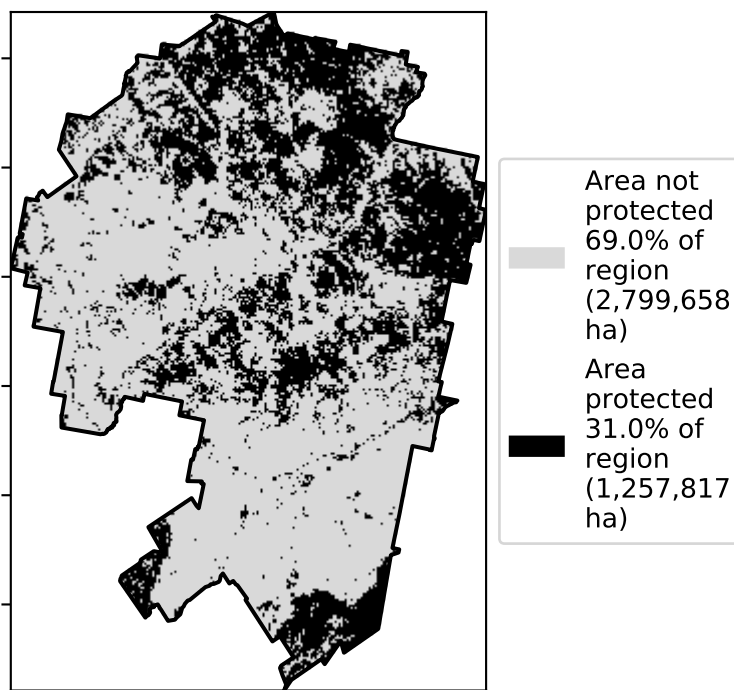 Area not
protected
69.0% of
region
(2,799,658
ha)
Area
protected
31.0% of
region
(1,257,817
ha)